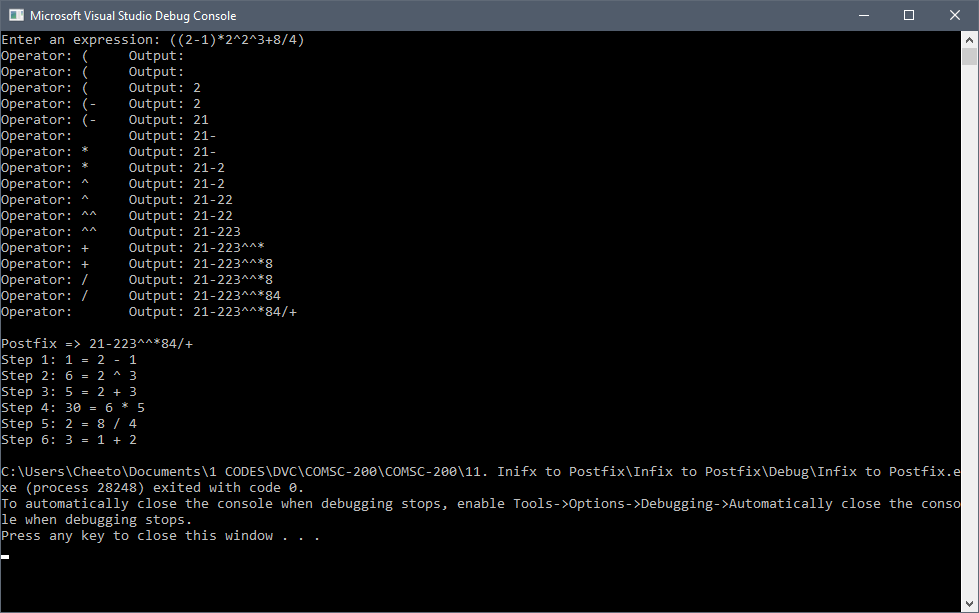 Microsoft Visual Studio Debug Console
Enter an expression: ((2-1)*2^2^3+8/4)
Operator: (     Output:
Operator: (     Output:
Operator: (     Output: 2
Operator: (-    Output: 2
Operator: (-    Output: 21
Operator:       Output: 21-
Operator: *     Output: 21-
Operator: *     Output: 21-2
Operator: ^     Output: 21-2
Operator: ^     Output: 21-22
Operator: ^^    Output: 21-22
Operator: ^^    Output: 21-223
Operator: +     Output: 21-223^^*
Operator: +     Output: 21-223^^*8
Operator: /     Output: 21-223^^*8
Operator: /     Output: 21-223^^*84
Operator:       Output: 21-223^^*84/+
Postfix => 21-223^^*84/+
Step 1: 1 = 2 - 1
Step 2: 6 = 2 ^ 3
Step 3: 5 = 2 + 3
Step 4: 30 = 6 * 5
Step 5: 2 = 8 / 4
Step 6: 3 = 1 + 2
C:\Users\Cheeto\Documents\1 CODES\DVC\COMSC-200\COMSC-200\11. Inifx to Postfix\Infix to Postfix\Debug\Infix to Postfix.e
xe (process 28248) exited with code 0.
To automatically close the console when debugging stops, enable Tools->Options->Debugging->Automatically close the conso
le when debugging stops.
Press any key to close this window . . .